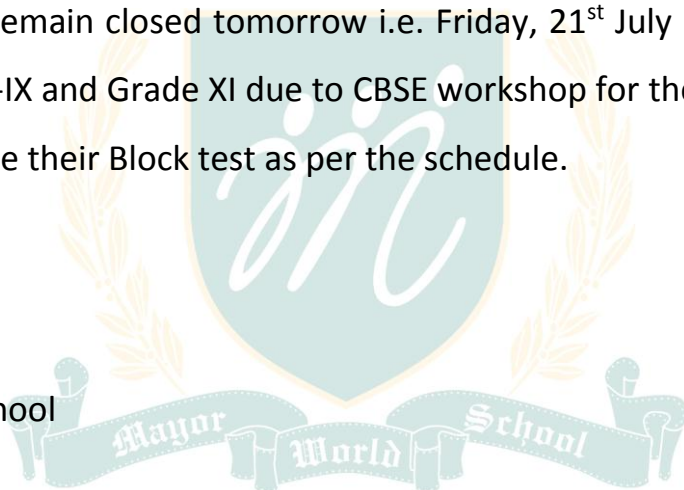 emain closed tomorrow i.e. Friday, 21st July
-IX and Grade XI due to CBSE workshop for the
e their Block test as per the schedule.
hool
Mayor World School